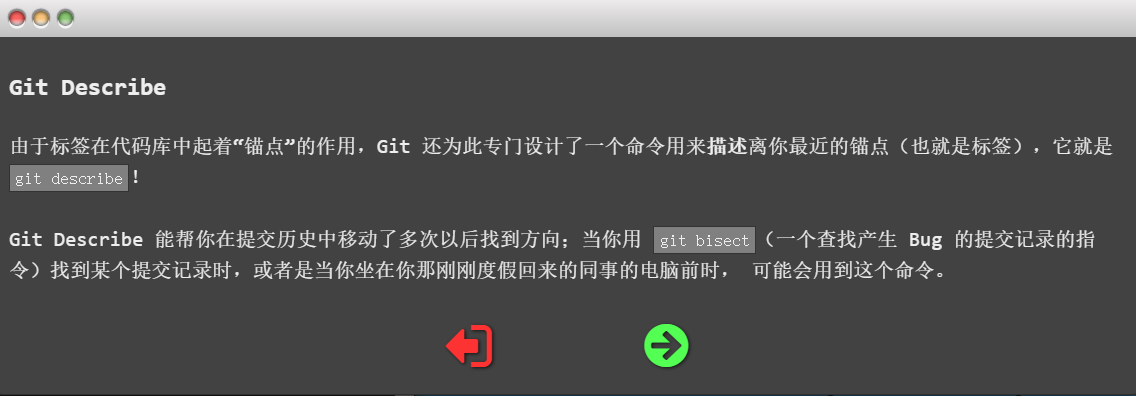 Git Describe
由于标签在代码库中起着“锚点”的作用，Git 还为此专门设计了一个命令用来描述离你最近的锚点（也就是标签），它就是
git describe！
Git Describe 能帮你在提交历史中移动了多次以后找到方向；当你用 git bisect（一个查找产生 Bug 的提交记录的指
令）找到某个提交记录时，或者是当你坐在你那刚刚度假回来的同事的电脑前时， 可能会用到这个命令。